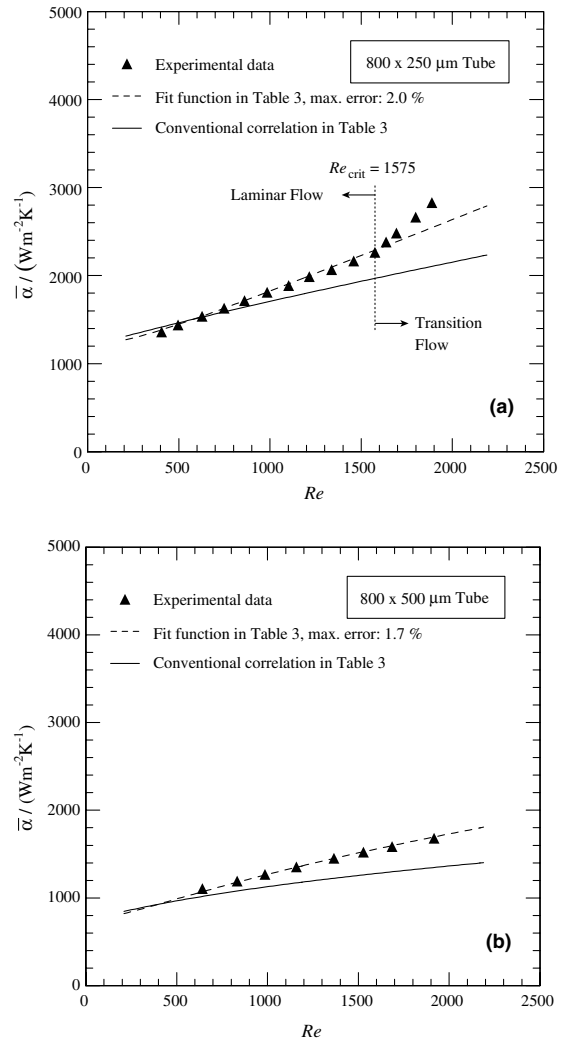 5000
4000
3000
2000
1000
0
α / (Wm⁻²K⁻¹)
Experimental data
800 x 250 μm Tube
Fit function in Table 3, max. error: 2.0 %
Conventional correlation in Table 3
Re_crit = 1575
Laminar Flow
Transition
Flow
(a)
0
500
1000
1500
2000
2500
Re
5000
4000
3000
2000
1000
0
α / (Wm⁻²K⁻¹)
Experimental data
800 x 500 μm Tube
Fit function in Table 3, max. error: 1.7 %
Conventional correlation in Table 3
(b)
0
500
1000
1500
2000
2500
Re